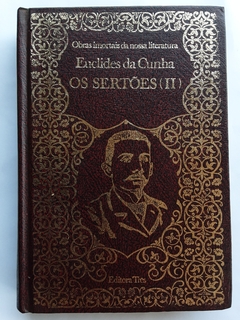 Obras Imortais da nossa literatura
Euclides da Cunha
OS SERTÕES (II)
Editora Três